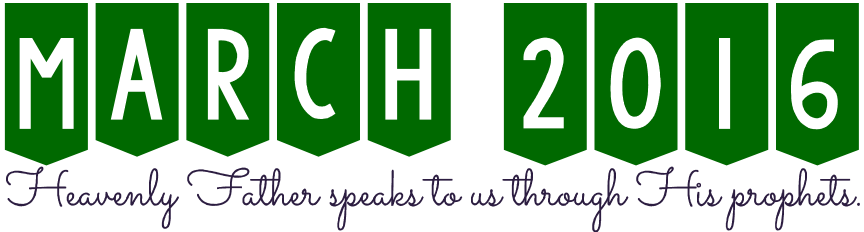 MARCH 2016
Heavenly Father speaks to us through His prophets.